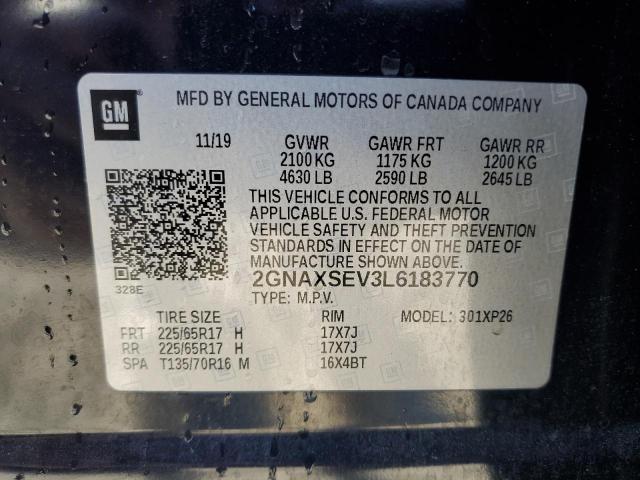 GM
MFD BY GENERAL MOTORS OF CANADA COMPANY
11/19 GVWR GAWR FRT GAWR RR
2100 KG 1175 KG 1200 KG
4630 LB 2590 LB 2645 LB
THIS VEHICLE CONFORMS TO ALL
APPLICABLE U.S. FEDERAL MOTOR
VEHICLE SAFETY AND THEFT PREVENTION
STANDARDS IN EFFECT ON THE DATE OF
MANUFACTURE SHOWN ABOVE.
328E 2GNAXSEV3L6183770
TYPE: M.P.V.
TIRE SIZE RIM MODEL: 301XP26
FRT 225/65R17 H 17X7J
RR 225/65R17 H 17X7J
SPA T135/70R16 M 16X4BT